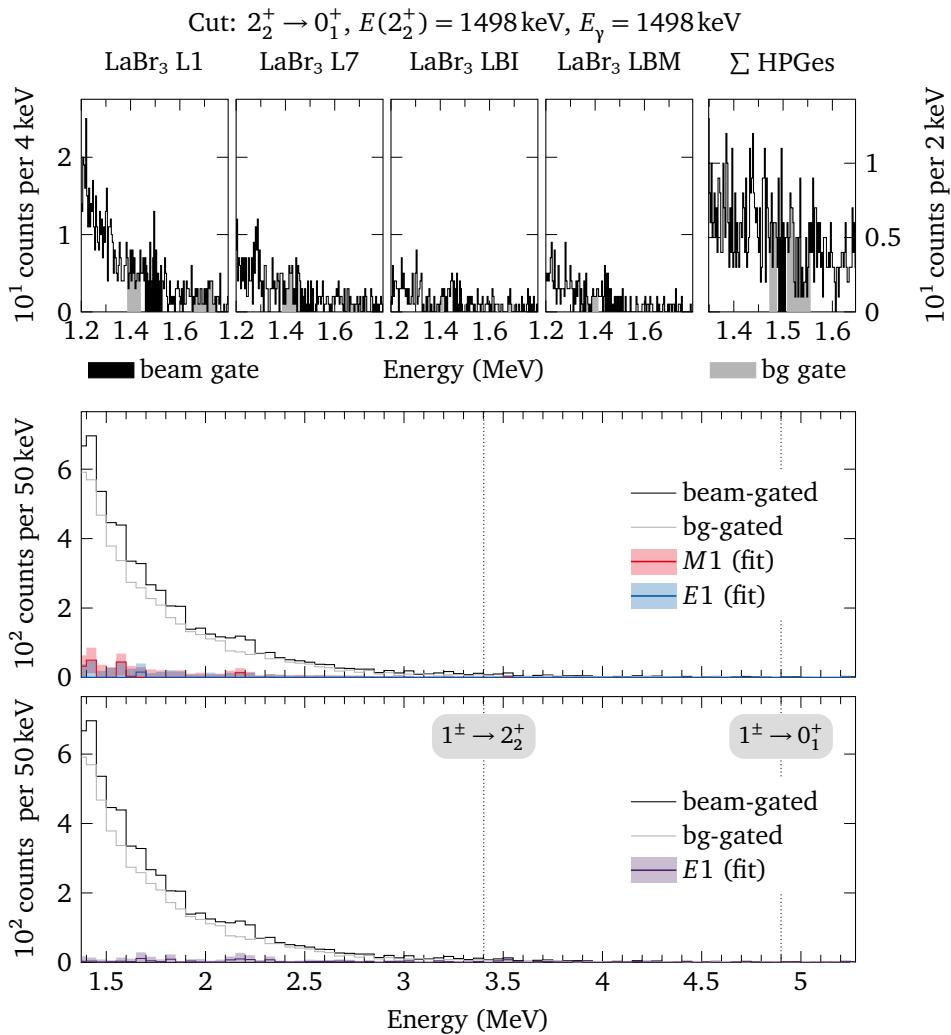 Cut: 2₂⁺ → 0₁⁺, E(2₂⁺) = 1498 keV, Eγ = 1498 keV
LaBr₃ L1 LaBr₃ L7 LaBr₃ LBI LaBr₃ LBM ∑ HPGes
10¹ counts per 4 keV
2
1
0
1.2 1.4 1.6 1.2 1.4 1.6 1.2 1.4 1.6 1.2 1.4 1.6 1.4 1.5 1.6
1
0.5
0
10¹ counts per 2 keV
beam gate Energy (MeV) bg gate
10² counts per 50 keV
6
4
2
0
beam-gated
bg-gated
M1 (fit)
E1 (fit)
10² counts per 50 keV
6
4
2
0
1± → 2₂⁺ 1± → 0₁⁺
beam-gated
bg-gated
E1 (fit)
1.5 2 2.5 3 3.5 4 4.5 5
Energy (MeV)